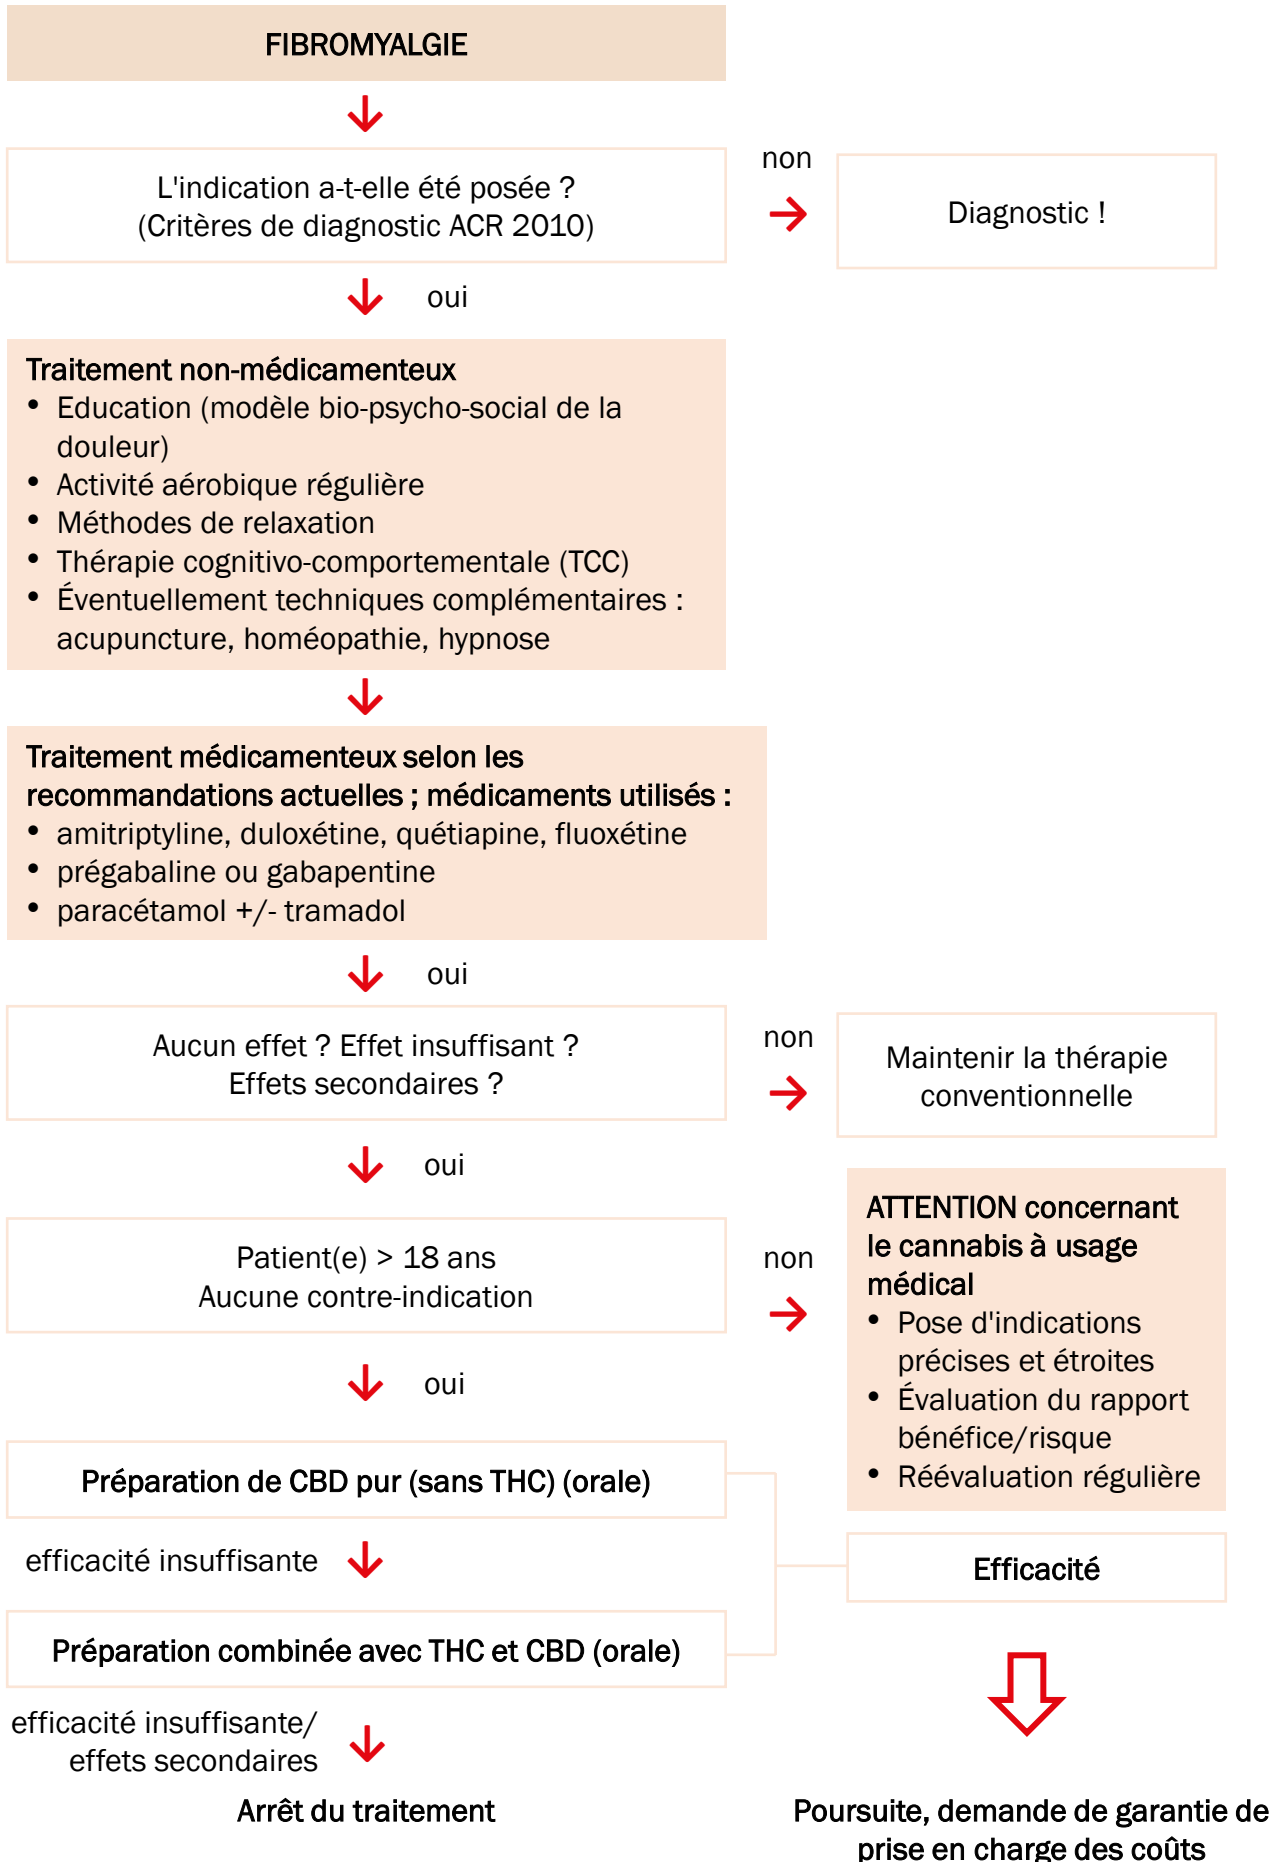 FIBROMYALGIE
L'indication a-t-elle été posée ?
(Critères de diagnostic ACR 2010)
non
Diagnostic !
oui
Traitement non-médicamenteux
• Education (modèle bio-psycho-social de la
douleur)
• Activité aérobique régulière
• Méthodes de relaxation
• Thérapie cognitivo-comportementale (TCC)
• Éventuellement techniques complémentaires :
acupuncture, homéopathie, hypnose
Traitement médicamenteux selon les
recommandations actuelles ; médicaments utilisés :
• amitriptyline, duloxétine, quétiapine, fluoxétine
• prégabaline ou gabapentine
• paracétamol +/- tramadol
oui
Aucun effet ? Effet insuffisant ?
Effets secondaires ?
non
Maintenir la thérapie
conventionnelle
oui
Patient(e) > 18 ans
Aucune contre-indication
non
ATTENTION concernant
le cannabis à usage
médical
• Pose d'indications
précises et étroites
• Évaluation du rapport
bénéfice/risque
• Réévaluation régulière
oui
Préparation de CBD pur (sans THC) (orale)
efficacité insuffisante
Efficacité
Préparation combinée avec THC et CBD (orale)
efficacité insuffisante/
effets secondaires
Arrêt du traitement
Poursuite, demande de garantie de
prise en charge des coûts